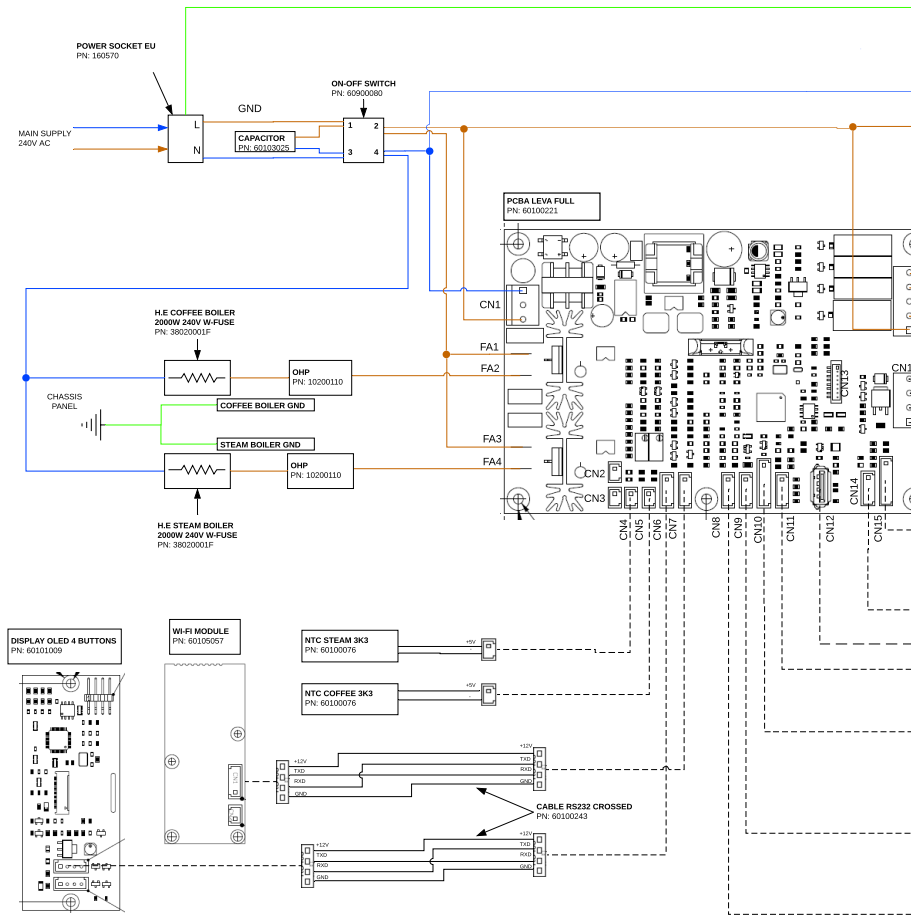 POWER SOCKET EU
PN: 160570
ON-OFF SWITCH
PN: 60900080
GND
MAIN SUPPLY
240V AC
L
N
CAPACITOR
PN: 60103025
1
2
3
4
PCBA LEVA FULL
PN: 60100221
CN1
FA1
FA2
FA3
FA4
CN2
CN3
CN4
CN5
CN6
CN7
CN8
CN9
CN10
CN11
CN12
CN13
CN14
CN15
CN1
H.E COFFEE BOILER
2000W 240V W-FUSE
PN: 38020001F
OHP
PN: 10200110
CHASSIS
PANEL
COFFEE BOILER GND
STEAM BOILER GND
OHP
PN: 10200110
H.E STEAM BOILER
2000W 240V W-FUSE
PN: 38020001F
DISPLAY OLED 4 BUTTONS
PN: 60101009
WI-FI MODULE
PN: 60105057
CN1
NTC STEAM 3K3
PN: 60100076
+5V
-
NTC COFFEE 3K3
PN: 60100076
+5V
-
+12V
TXD
RXD
GND
+12V
TXD
RXD
GND
CABLE RS232 CROSSED
PN: 60100243
+12V
TXD
RXD
GND
+12V
TXD
RXD
GND